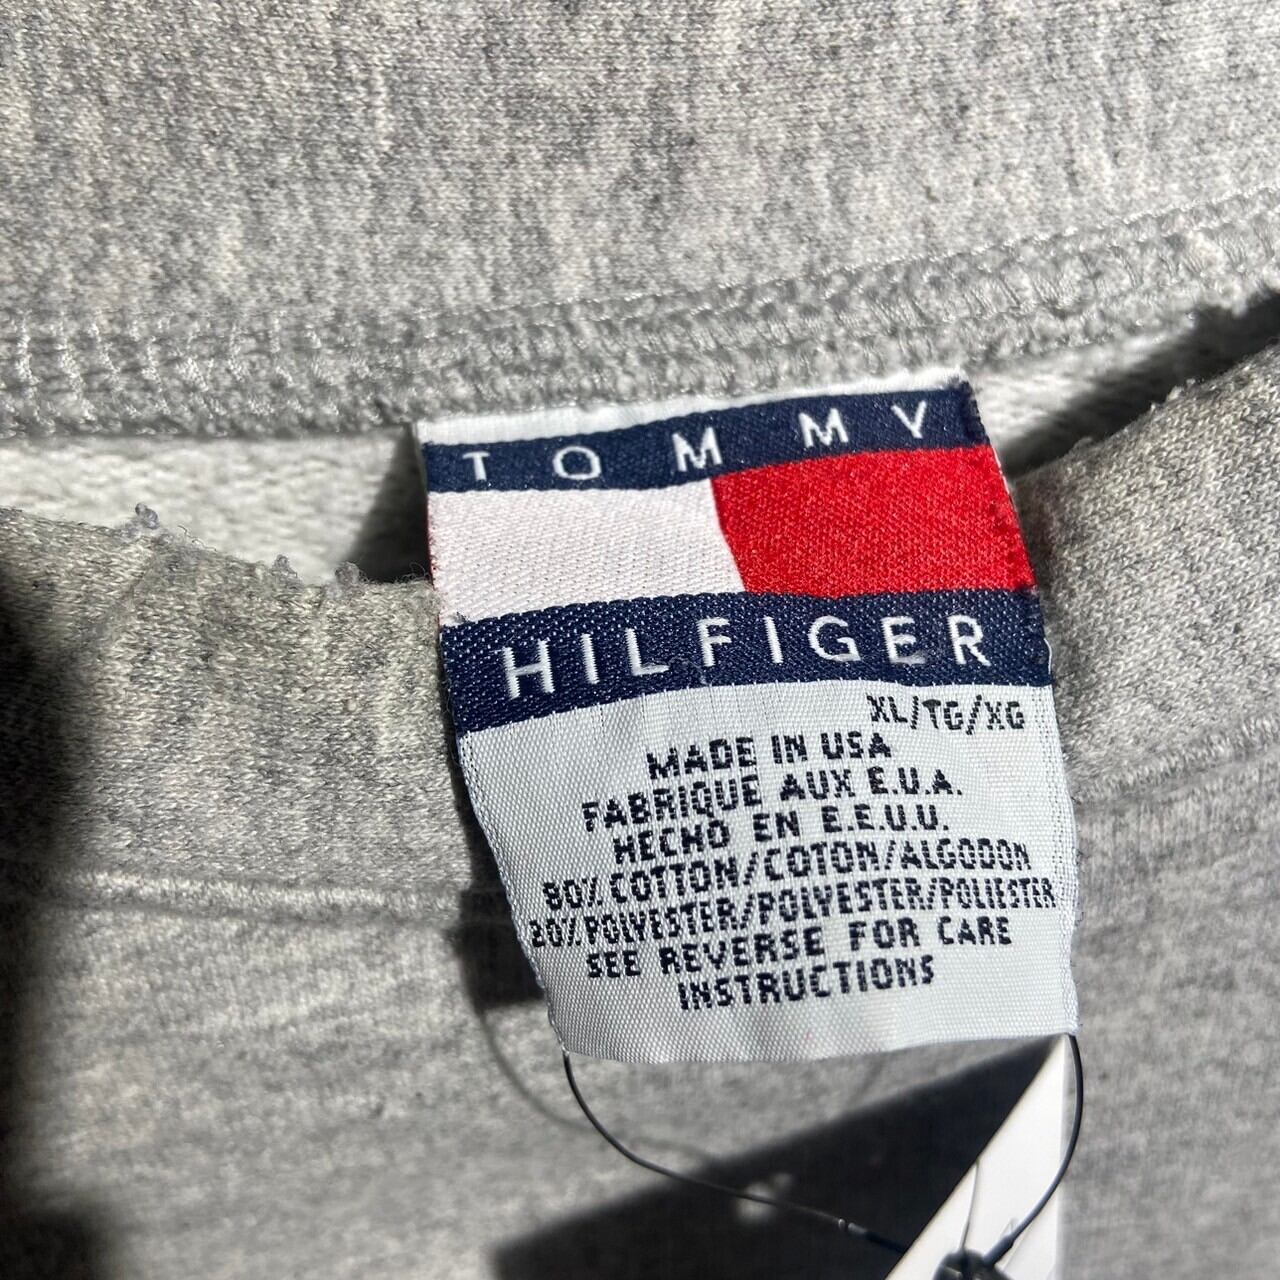 TOMMY
HILFIGER
XL/TG/XG
MADE IN USA
FABRIQUE AUX E.U.A.
HECHO EN E.E.U.U.
80% COTTON/COTON/ALGODON
20% POLYESTER/POLYESTER/POLIESTER
SEE REVERSE FOR CARE
INSTRUCTIONS